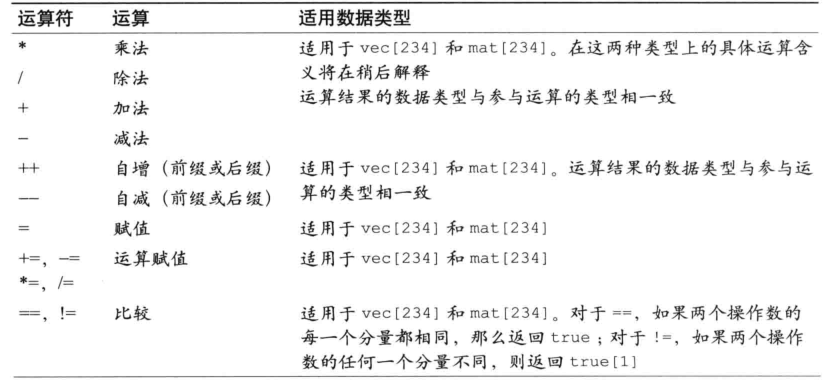 运算符 运算 适用数据类型
* 乘法 适用于 vec[234] 和 mat[234]。在这两种类型上的具体运算含
/ 除法 义将在稍后解释
运算结果的数据类型与参与运算的类型相一致
+ 加法
− 减法
++ 自增（前缀或后缀） 适用于 vec[234] 和 mat[234]。运算结果的数据类型与参与运
−− 自减（前缀或后缀） 算的类型相一致
= 赋值 适用于 vec[234] 和 mat[234]
+=，−= 运算赋值 适用于 vec[234] 和 mat[234]
*=，/=
==，!= 比较 适用于 vec[234] 和 mat[234]。对于 ==，如果两个操作数的
每一个分量都相同，那么返回 true；对于 !=，如果两个操作
数的任何一个分量不同，则返回 true[1]